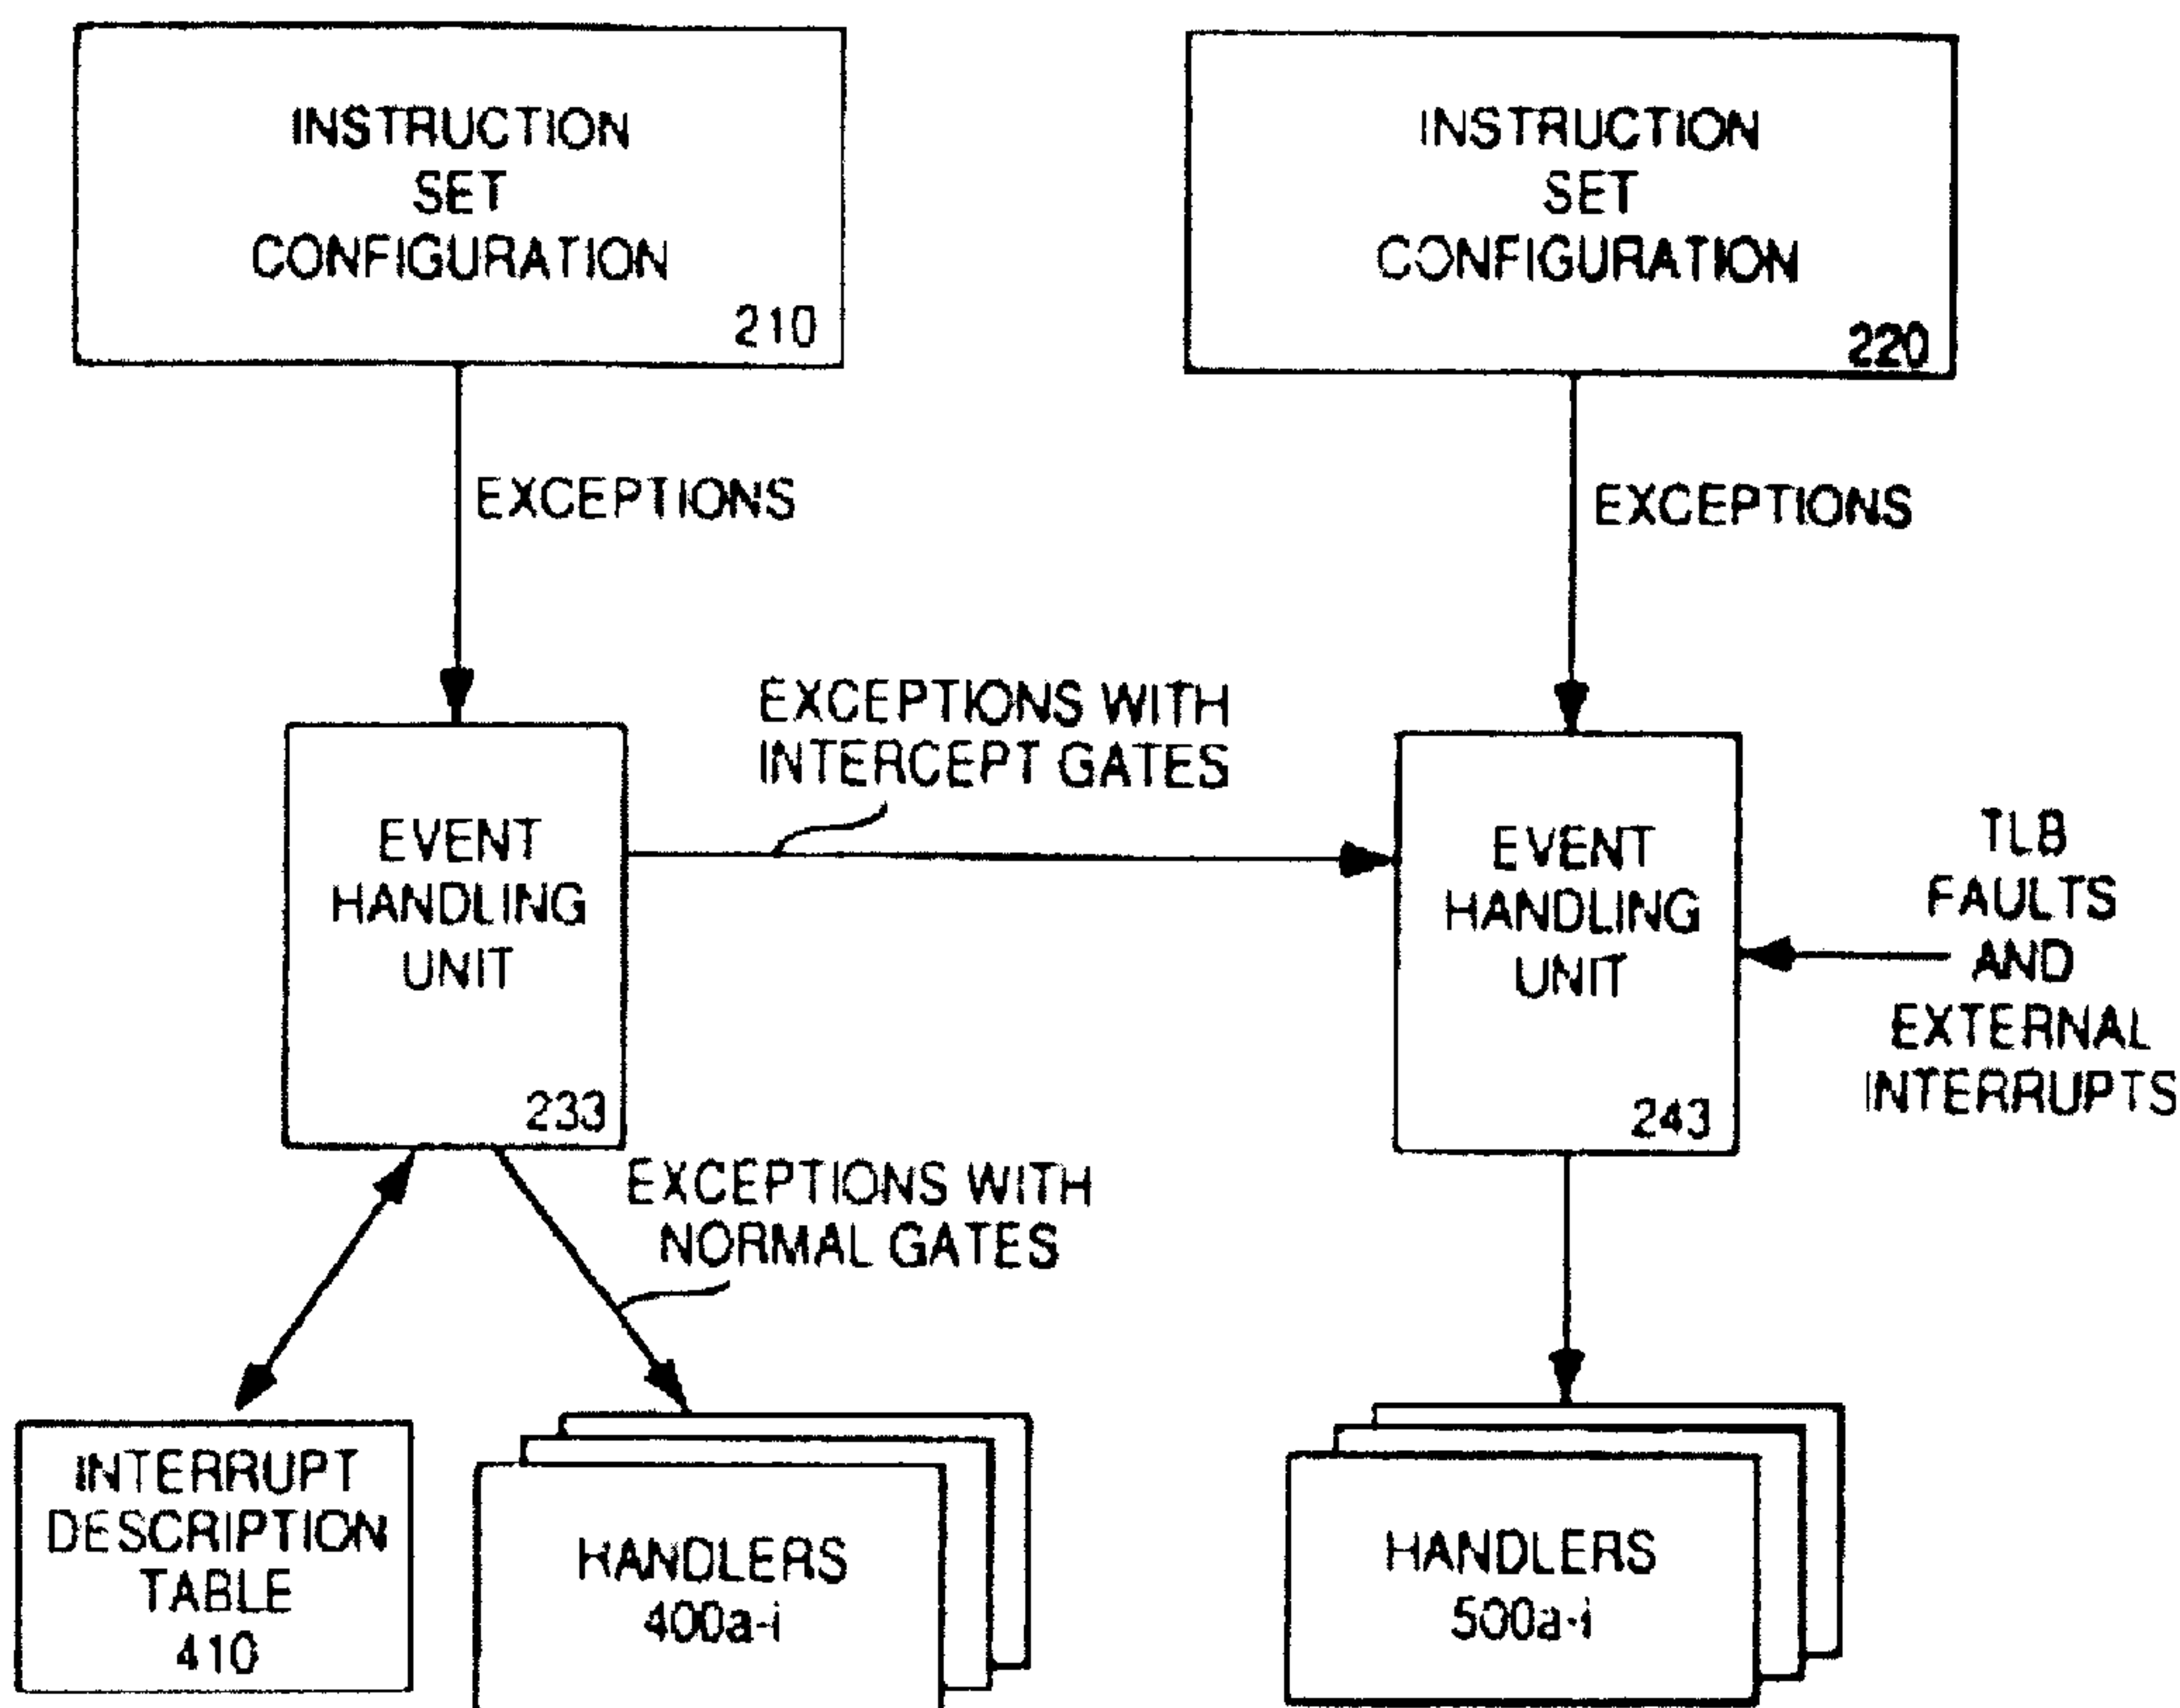 INSTRUCTION
SET
CONFIGURATION
210
INSTRUCTION
SET
CONFIGURATION
220
EXCEPTIONS
EXCEPTIONS
EXCEPTIONS WITH
INTERCEPT GATES
EVENT
HANDLING
UNIT
233
EVENT
HANDLING
UNIT
243
TLB
FAULTS
AND
EXTERNAL
INTERRUPTS
EXCEPTIONS WITH
NORMAL GATES
INTERRUPT
DESCRIPTION
TABLE
410
HANDLERS
400a-i
HANDLERS
500a-i